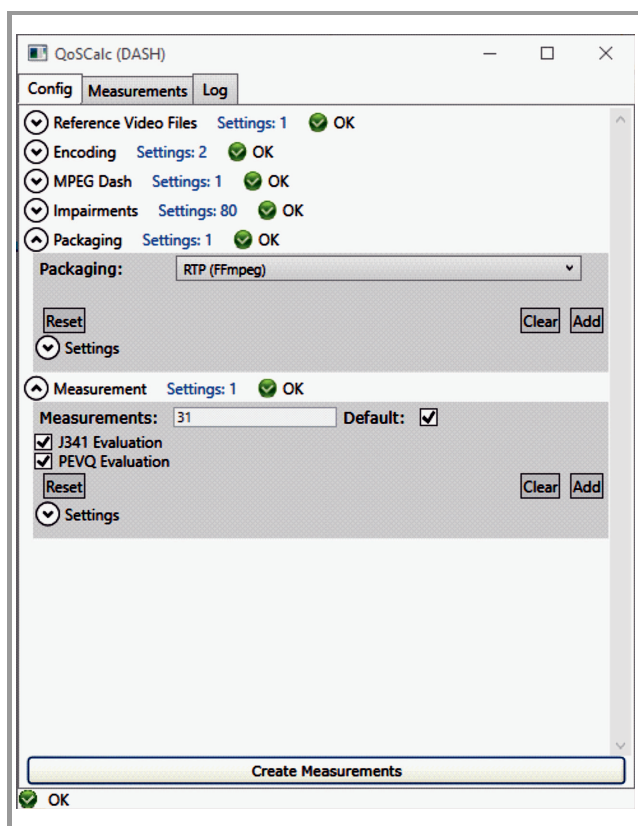 QoSCalc (DASH)
Config Measurements Log
Reference Video Files Settings: 1 OK
Encoding Settings: 2 OK
MPEG Dash Settings: 1 OK
Impairments Settings: 80 OK
Packaging Settings: 1 OK
Packaging: RTP (FFmpeg)
Reset Clear Add
Settings
Measurement Settings: 1 OK
Measurements: 31 Default:
J341 Evaluation
PEVQ Evaluation
Reset Clear Add
Settings
Create Measurements
OK